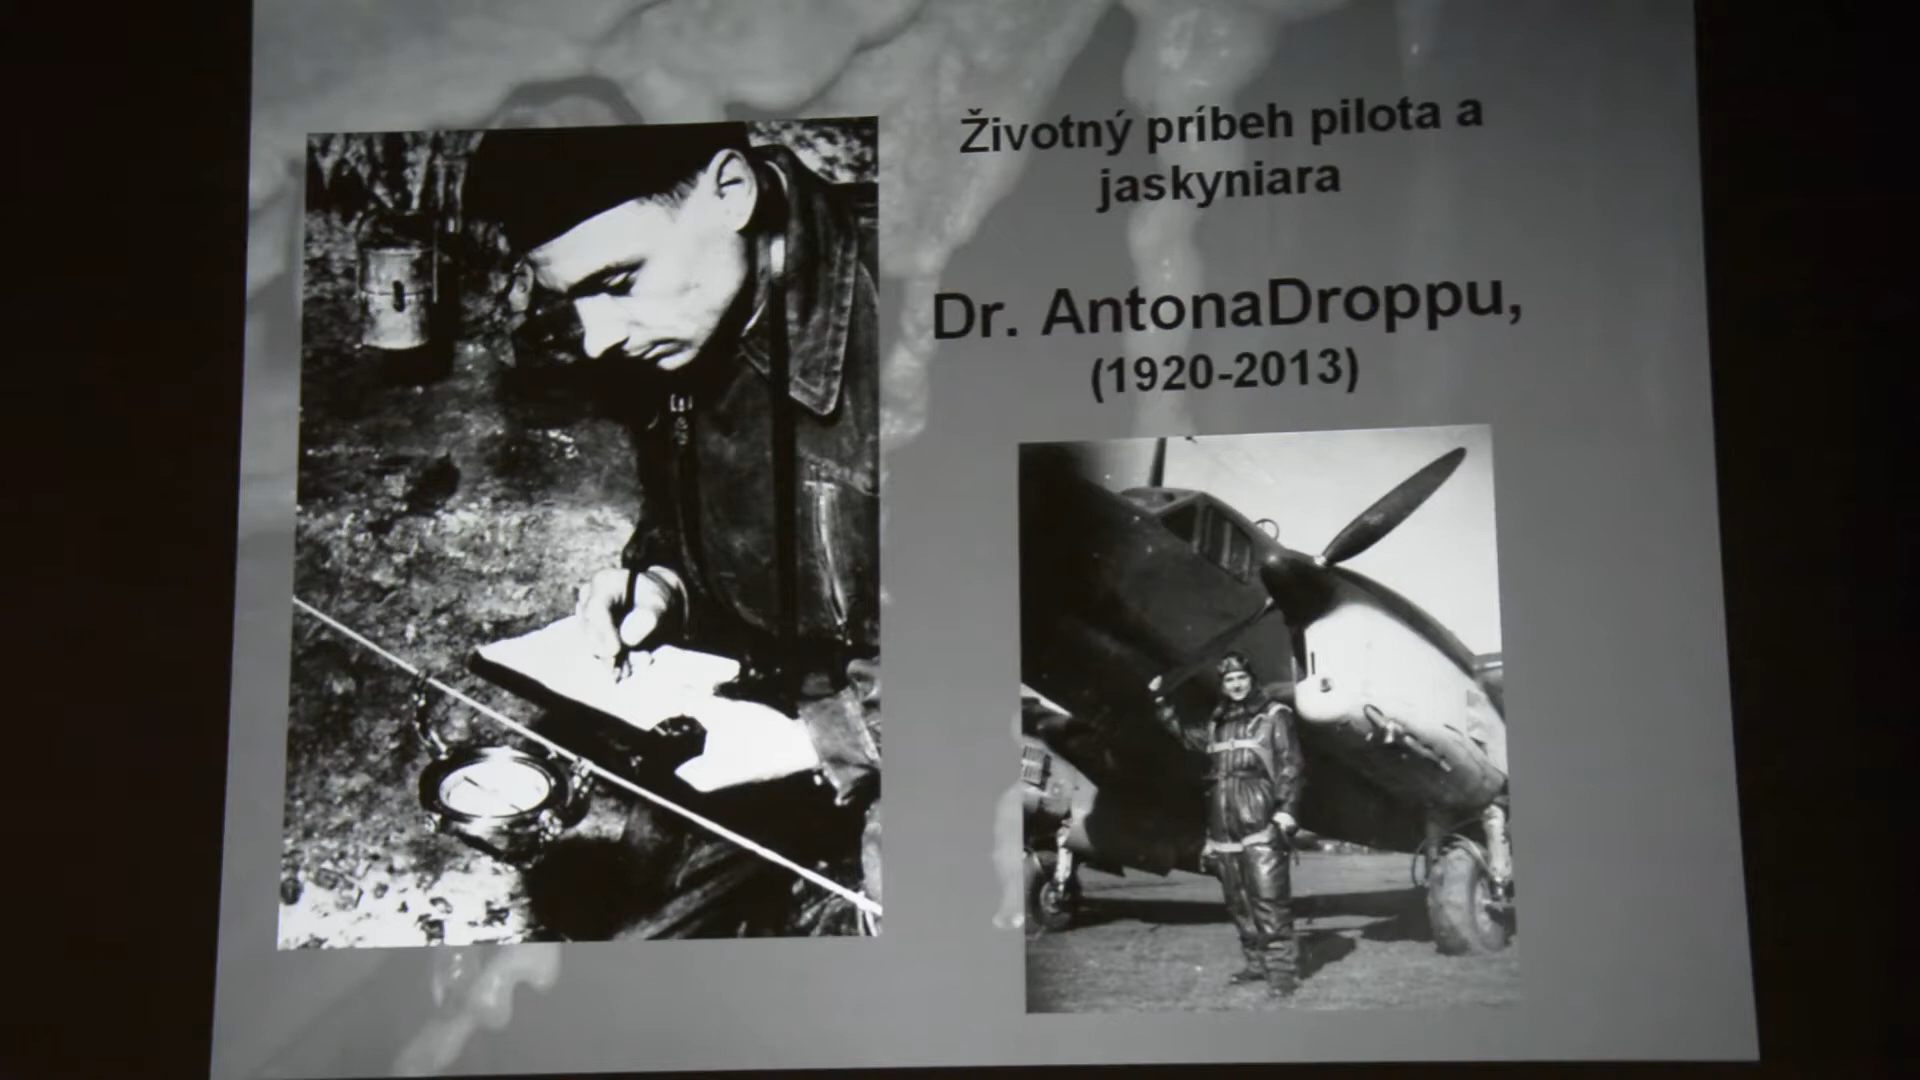 Životný príbeh pilota a
jaskyniara
Dr. AntonaDroppu,
(1920-2013)